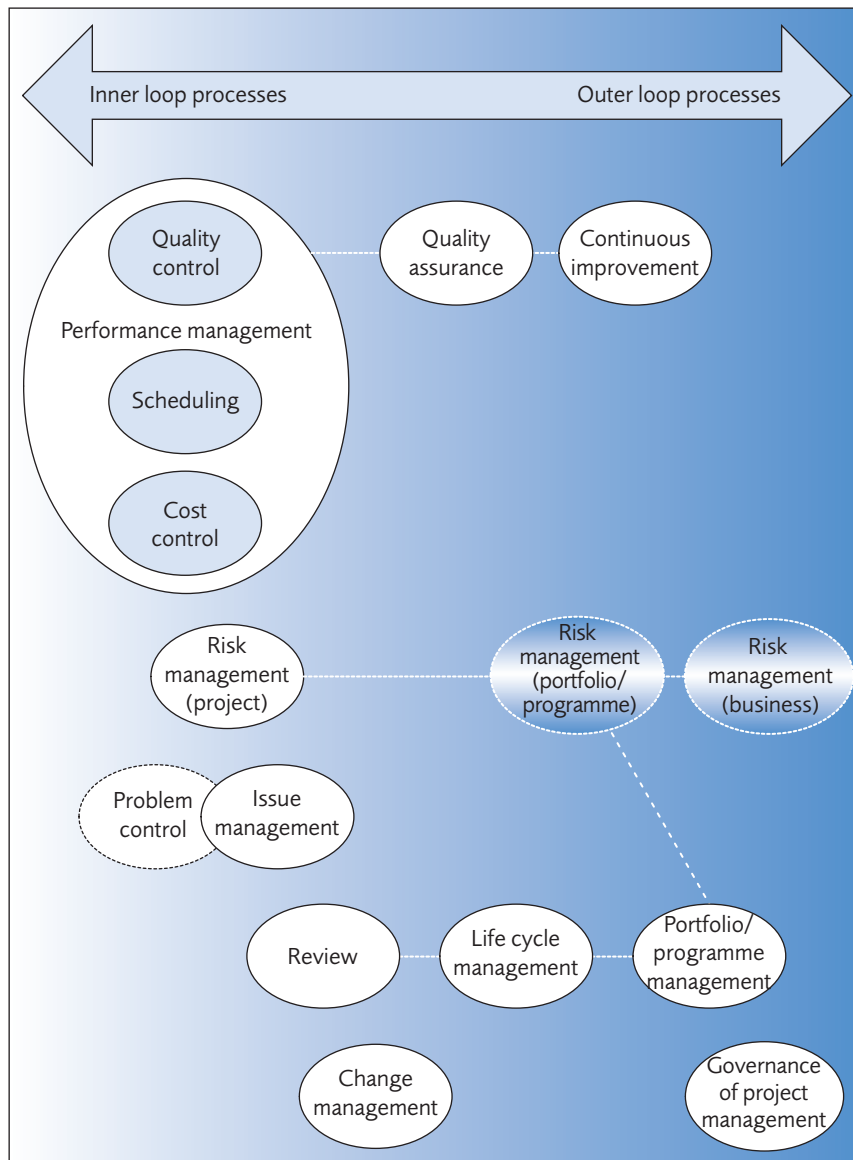 Inner loop processes
Outer loop processes
Quality
control
Quality
assurance
Continuous
improvement
Performance management
Scheduling
Cost
control
Risk
management
(project)
Risk
management
(portfolio/
programme)
Risk
management
(business)
Problem
control
Issue
management
Review
Life cycle
management
Portfolio/
programme
management
Change
management
Governance
of project
management